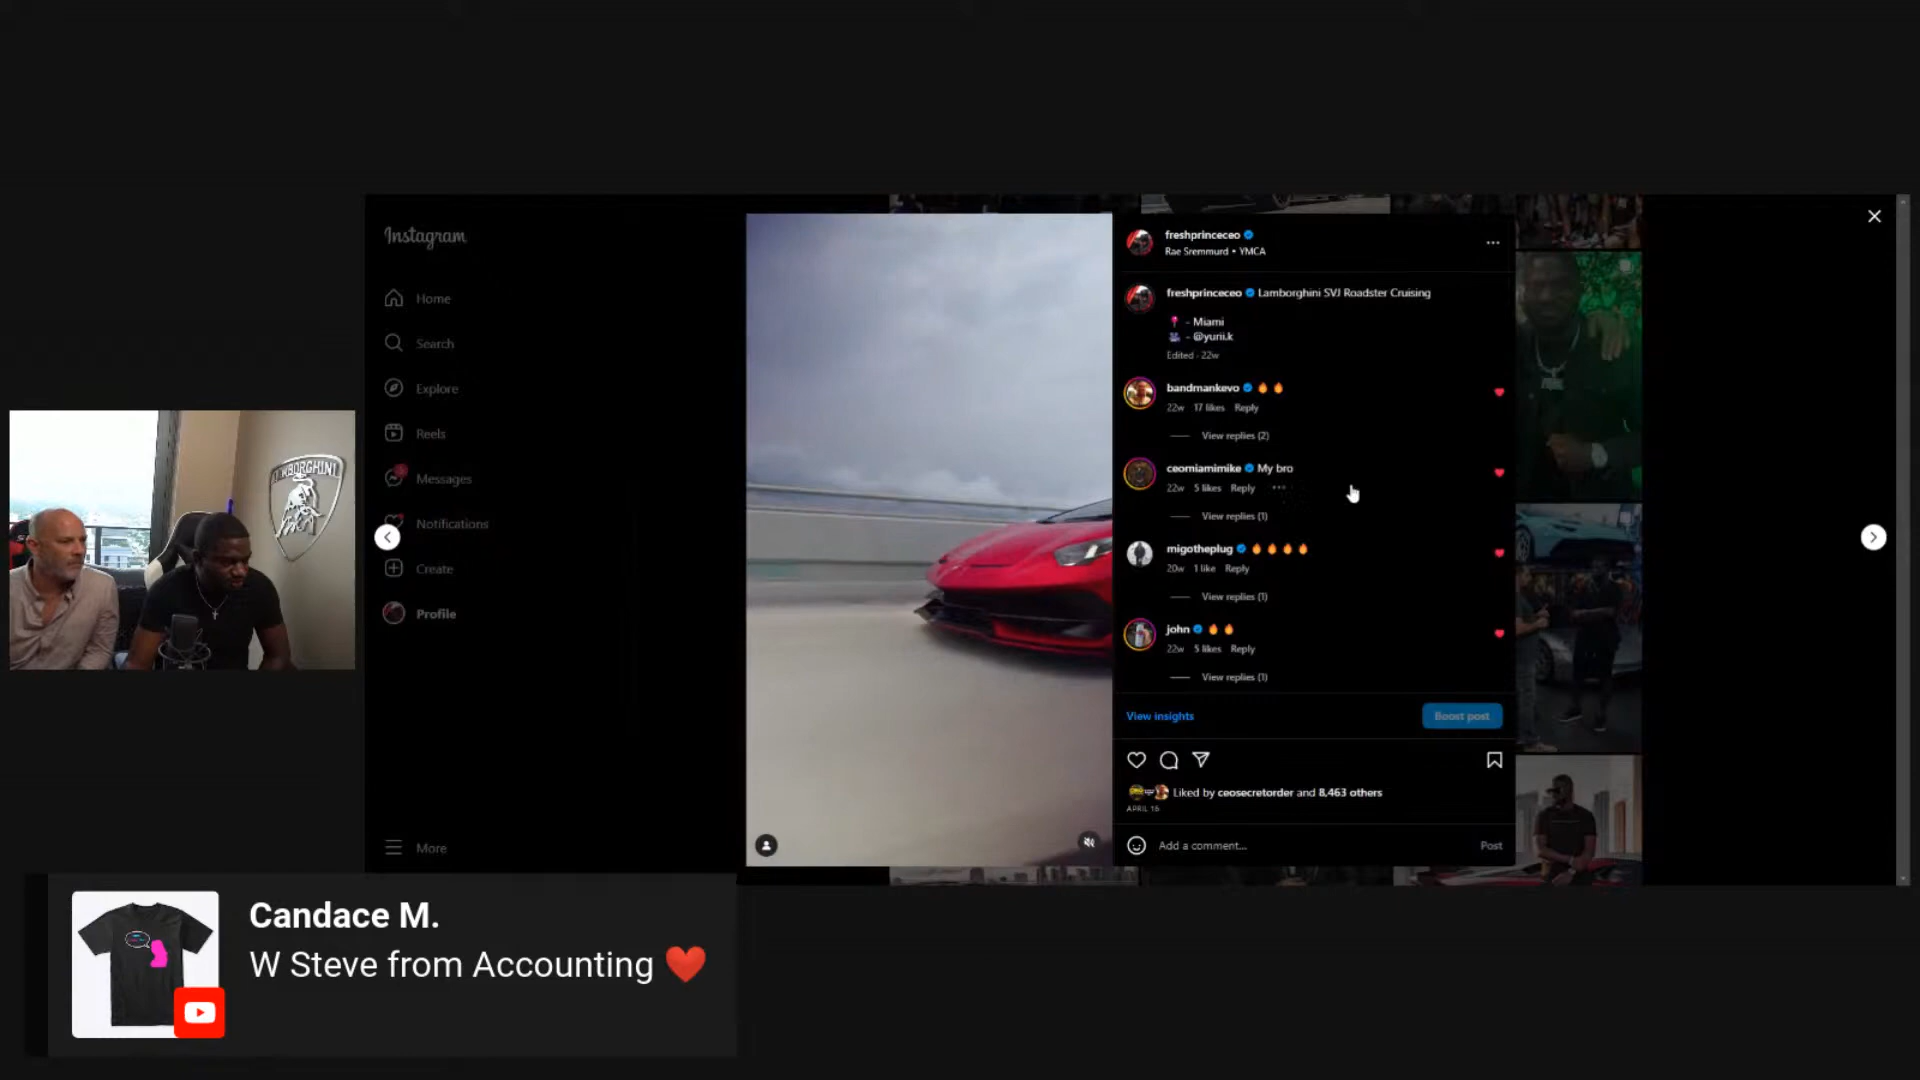 Instagram
Home
Search
Explore
Reels
Messages
Notifications
Create
Profile
More
LAMBORGHINI
freshprinceceo
Rae Sremmurd • YMCA
freshprinceceo Lamborghini SVJ Roadster Cruising
- Miami
- @yurii.k
Edited · 22w
bandmankevo 🔥🔥
22w 17 likes Reply
View replies (2)
ceomiamimike My bro
22w 5 likes Reply
View replies (1)
migotheplug 🔥🔥🔥🔥
20w 1 like Reply
View replies (1)
john 🔥🔥
22w 5 likes Reply
View replies (1)
View insights
Boost post
Liked by ceosecretorder and 8,463 others
APRIL 16
Add a comment...
Post
Candace M.
W Steve from Accounting ❤️